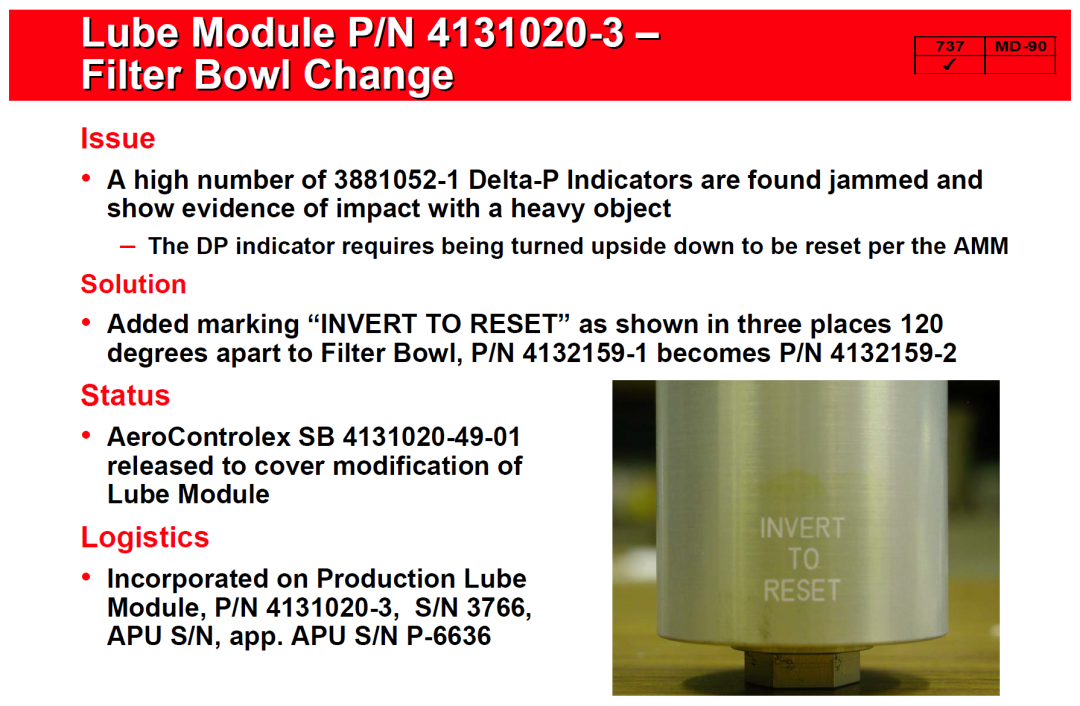 Lube Module P/N 4131020-3 –
Filter Bowl Change
737 MD-90
✓
Issue
• A high number of 3881052-1 Delta-P Indicators are found jammed and
show evidence of impact with a heavy object
– The DP indicator requires being turned upside down to be reset per the AMM
Solution
• Added marking “INVERT TO RESET” as shown in three places 120
degrees apart to Filter Bowl, P/N 4132159-1 becomes P/N 4132159-2
Status
• AeroControlex SB 4131020-49-01
released to cover modification of
Lube Module
Logistics
• Incorporated on Production Lube
Module, P/N 4131020-3, S/N 3766,
APU S/N, app. APU S/N P-6636
INVERT
TO
RESET